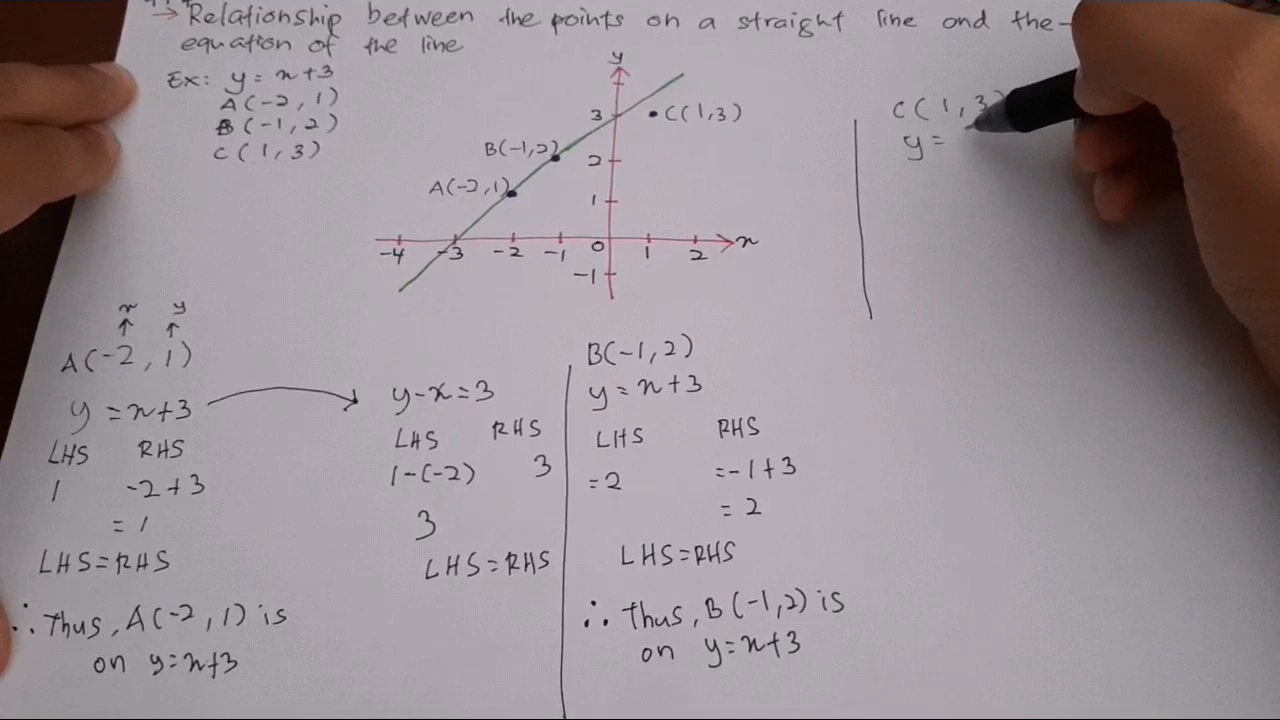 → Relationship between the points on a straight line and the
equation of the line
Ex: y = x+3
A(-2, 1)
B(-1, 2)
C(1, 3)
y
3
C(1,3)
B(-1,2)
2
A(-2,1)
1
-4 -3 -2 -1 0 1 2 x
-1
x y
↑ ↑
A(-2, 1)
y = x+3
LHS RHS
1 -2+3
= 1
LHS=RHS
∴ Thus, A(-2, 1) is
on y=x+3
y-x=3
LHS RHS
1-(-2) 3
3
LHS=RHS
B(-1,2)
y = x+3
LHS RHS
=2 =-1+3
= 2
LHS=RHS
∴ Thus, B(-1,2) is
on y=x+3
C(1,3)
y =